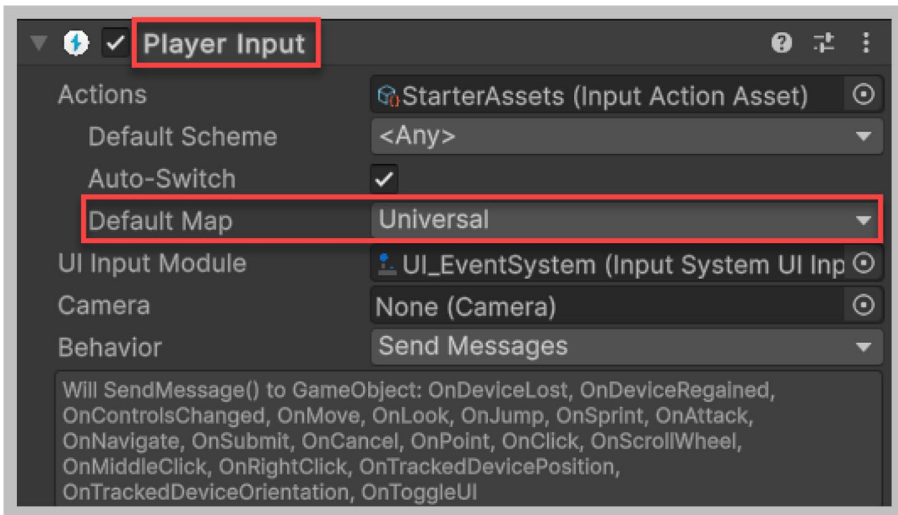 Player Input
Actions StarterAssets (Input Action Asset)
Default Scheme <Any>
Auto-Switch
Default Map Universal
UI Input Module UI_EventSystem (Input System UI Inp
Camera None (Camera)
Behavior Send Messages
Will SendMessage() to GameObject: OnDeviceLost, OnDeviceRegained,
OnControlsChanged, OnMove, OnLook, OnJump, OnSprint, OnAttack,
OnNavigate, OnSubmit, OnCancel, OnPoint, OnClick, OnScrollWheel,
OnMiddleClick, OnRightClick, OnTrackedDevicePosition,
OnTrackedDeviceOrientation, OnToggleUI